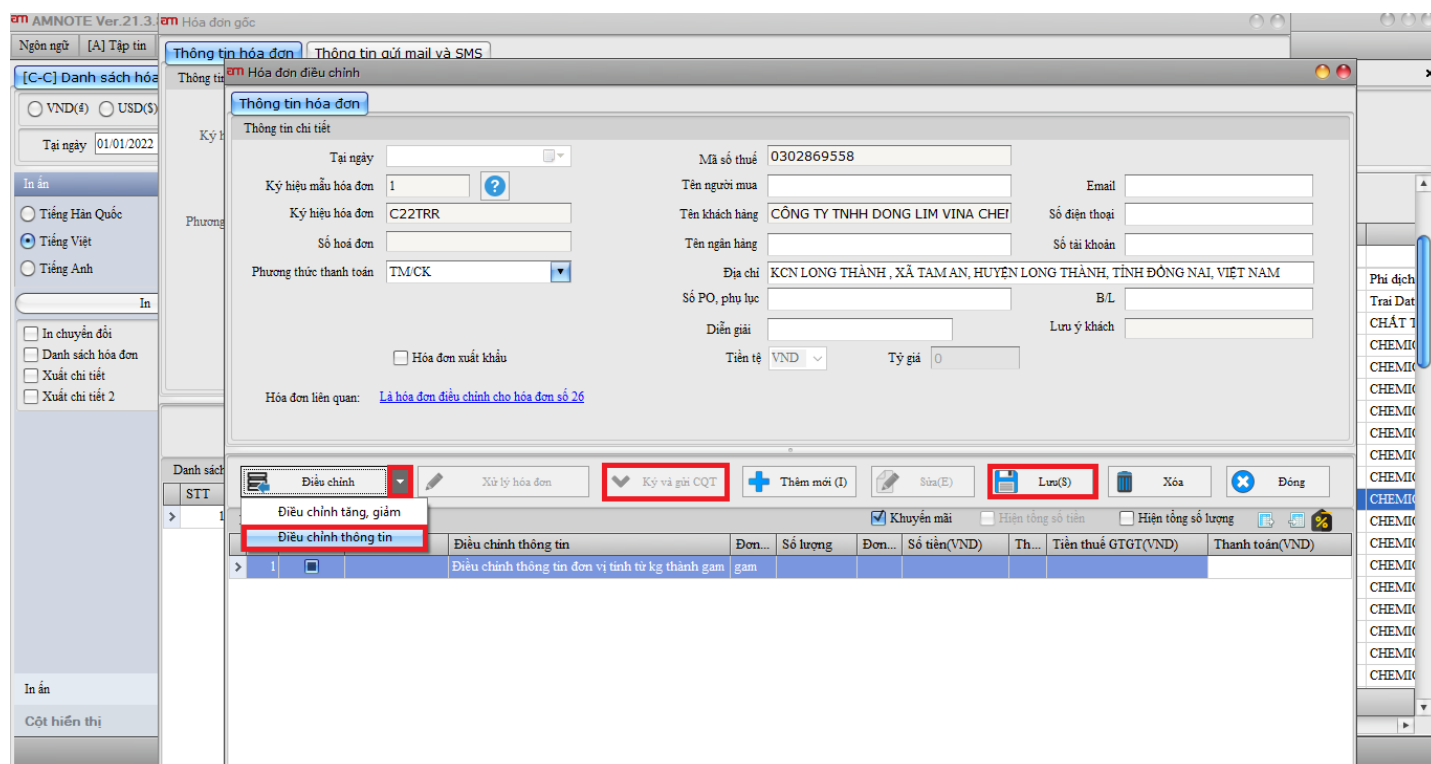 AMNOTE Ver.21.3.
Hóa đơn gốc
Ngôn ngữ [A] Tập tin
Thông tin hóa đơn Thông tin gửi mail và SMS
[C-C] Danh sách hóa
Hóa đơn điều chỉnh
VND(đ) USD($)
Thông tin hóa đơn
Thông tin chi tiết
Tại ngày 01/01/2022
Tại ngày
Mã số thuế 0302869558
In ấn
Ký hiệu mẫu hóa đơn 1
Tên người mua
Email
Tiếng Hàn Quốc
Ký hiệu hóa đơn C22TRR
Tên khách hàng CÔNG TY TNHH DONG LIM VINA CHEM
Số điện thoại
Phương
Tiếng Việt
Số hoá đơn
Tên ngân hàng
Số tài khoản
Tiếng Anh
Phương thức thanh toán TM/CK
Địa chỉ KCN LONG THÀNH , XÃ TAM AN, HUYỆN LONG THÀNH, TỈNH ĐỒNG NAI, VIỆT NAM
Phí dịch
In
Số PO, phụ lục
B/L
Trai Dat
In chuyển đổi
Diễn giải
Lưu ý khách
CHẤT
Danh sách hóa đơn
Hóa đơn xuất khẩu
Tiền tệ VND
Tỷ giá 0
Xuất chi tiết
Xuất chi tiết 2
Hóa đơn liên quan: Là hóa đơn điều chỉnh cho hóa đơn số 26
Danh sách
Điều chỉnh
Xử lý hóa đơn
Ký và gửi CQT
Thêm mới (I)
Sửa(E)
Lưu(S)
Xóa
Đóng
STT
Điều chỉnh tăng, giảm
Khuyến mãi
Hiện tổng số tiền
Hiện tổng số lượng
1
Điều chỉnh thông tin
Điều chỉnh thông tin Đơn... Số lượng Đơn... Số tiền(VND) Th... Tiền thuế GTGT(VND) Thanh toán(VND)
1 Điều chỉnh thông tin đơn vị tính từ kg thành gam gam
In ấn
Cột hiển thị